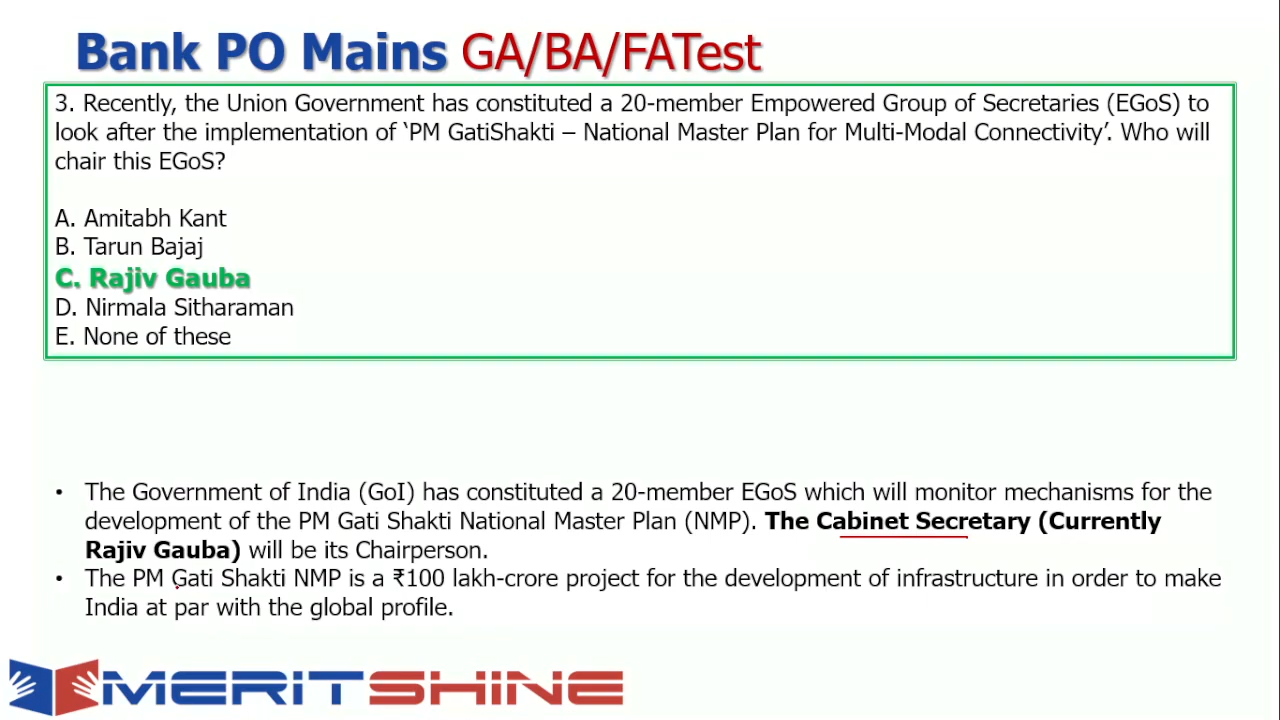 Bank PO Mains GA/BA/FATest
3. Recently, the Union Government has constituted a 20-member Empowered Group of Secretaries (EGoS) to
look after the implementation of ‘PM GatiShakti – National Master Plan for Multi-Modal Connectivity’. Who will
chair this EGoS?
A. Amitabh Kant
B. Tarun Bajaj
C. Rajiv Gauba
D. Nirmala Sitharaman
E. None of these
• The Government of India (GoI) has constituted a 20-member EGoS which will monitor mechanisms for the
development of the PM Gati Shakti National Master Plan (NMP). The Cabinet Secretary (Currently
Rajiv Gauba) will be its Chairperson.
• The PM Gati Shakti NMP is a ₹100 lakh-crore project for the development of infrastructure in order to make
India at par with the global profile.
MERITSHINE